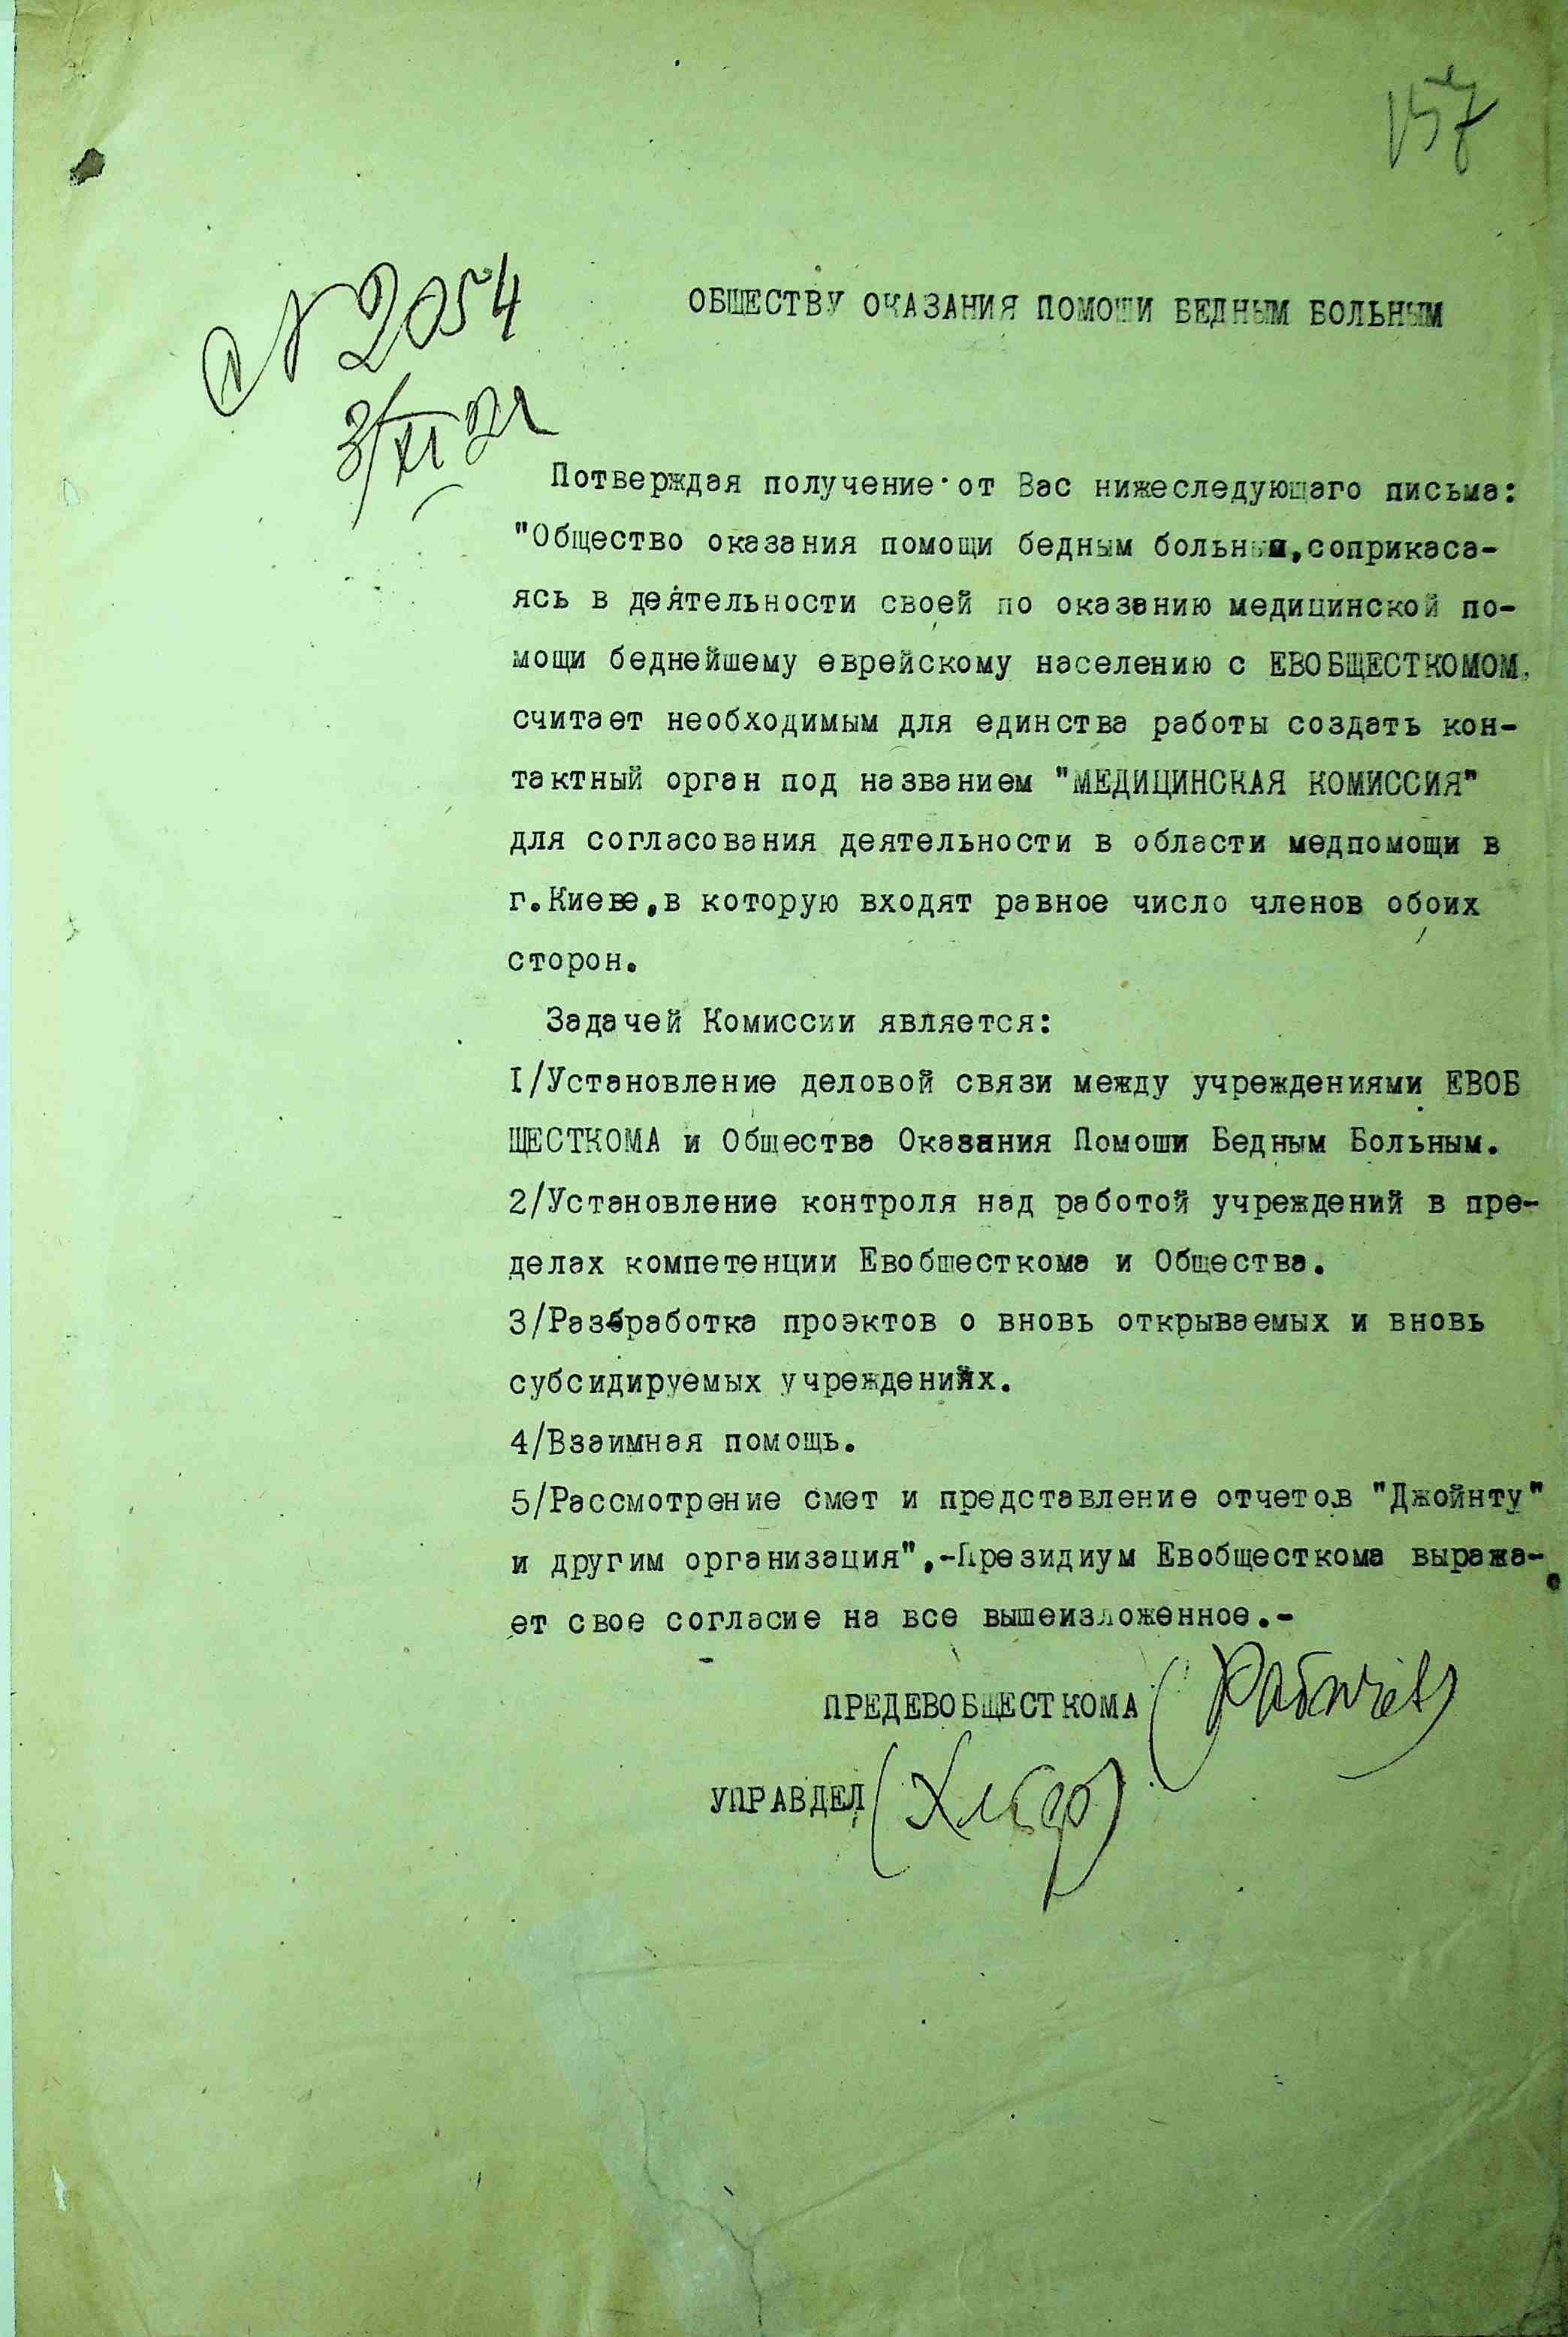 157
№ 2054
3/XI 21
ОБЩЕСТВУ ОКАЗАНИЯ ПОМОЩИ БЕДНЫМ БОЛЬНЫМ
Потверждая получение от Вас нижеследующаго письма:
"Общество оказания помощи бедным больным,соприкаса-
ясь в деятельности своей по оказанию медицинской по-
мощи беднейшему еврейскому населению с ЕВОБЩЕСТКОМОМ,
считает необходимым для единства работы создать кон-
тактный орган под названием "МЕДИЦИНСКАЯ КОМИССИЯ"
для согласования деятельности в области медпомощи в
г.Киеве,в которую входят равное число членов обоих
сторон.
Задачей Комиссии является:
I/Установление деловой связи между учреждениями ЕВОБ
ЩЕСТКОМА и Общества Оказания Помоши Бедным Больным.
2/Установление контроля над работой учреждений в пре-
делах компетенции Евобшесткома и Общества.
3/Разработка проэктов о вновь открываемых и вновь
субсидируемых учреждениях.
4/Взаимная помощь.
5/Рассмотрение смет и представление отчетов "Джойнту"
и другим организация",-Президиум Евобщесткома выража-
ет свое согласие на все вышеизложенное.-
ПРЕДЕВОБЩЕСТКОМА
УПРАВДЕЛ